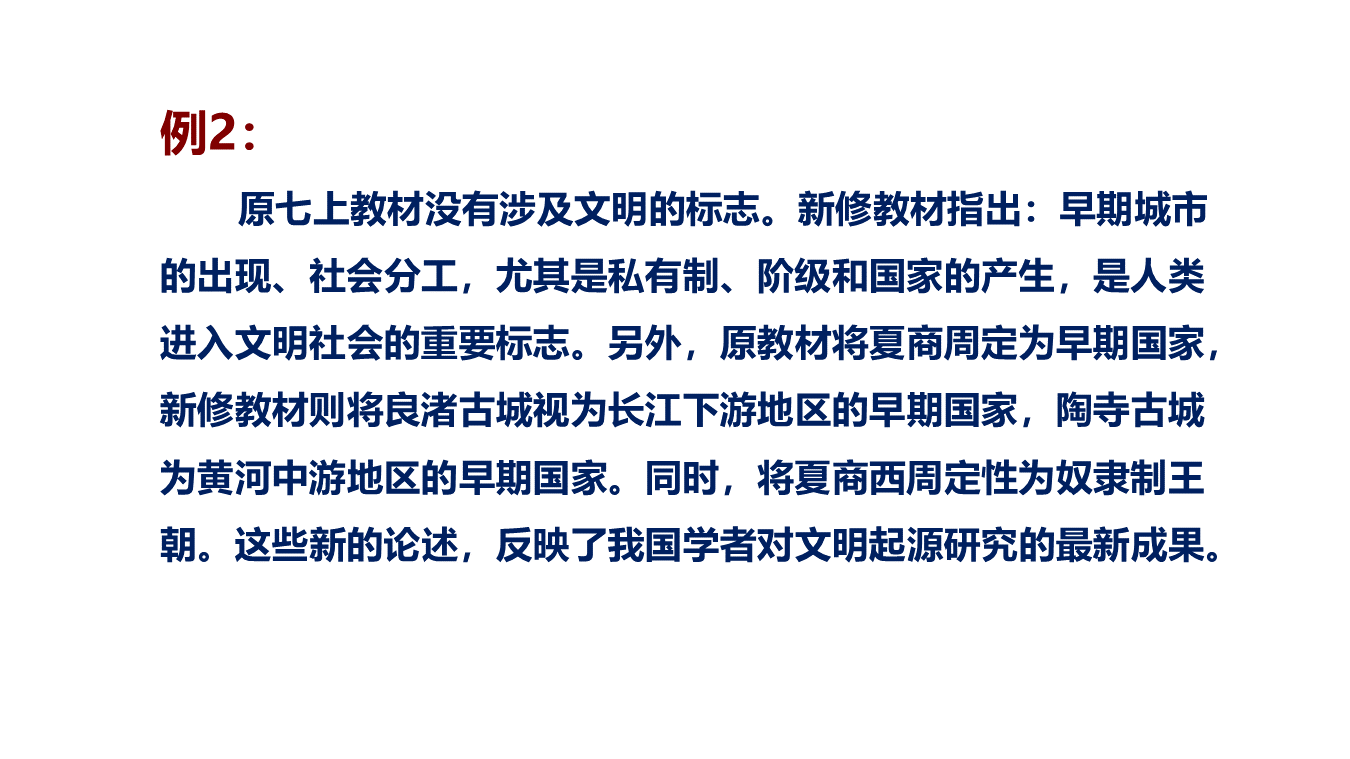 例2：
原七上教材没有涉及文明的标志。新修教材指出：早期城市
的出现、社会分工，尤其是私有制、阶级和国家的产生，是人类
进入文明社会的重要标志。另外，原教材将夏商周定为早期国家，
新修教材则将良渚古城视为长江下游地区的早期国家，陶寺古城
为黄河中游地区的早期国家。同时，将夏商西周定性为奴隶制王
朝。这些新的论述，反映了我国学者对文明起源研究的最新成果。